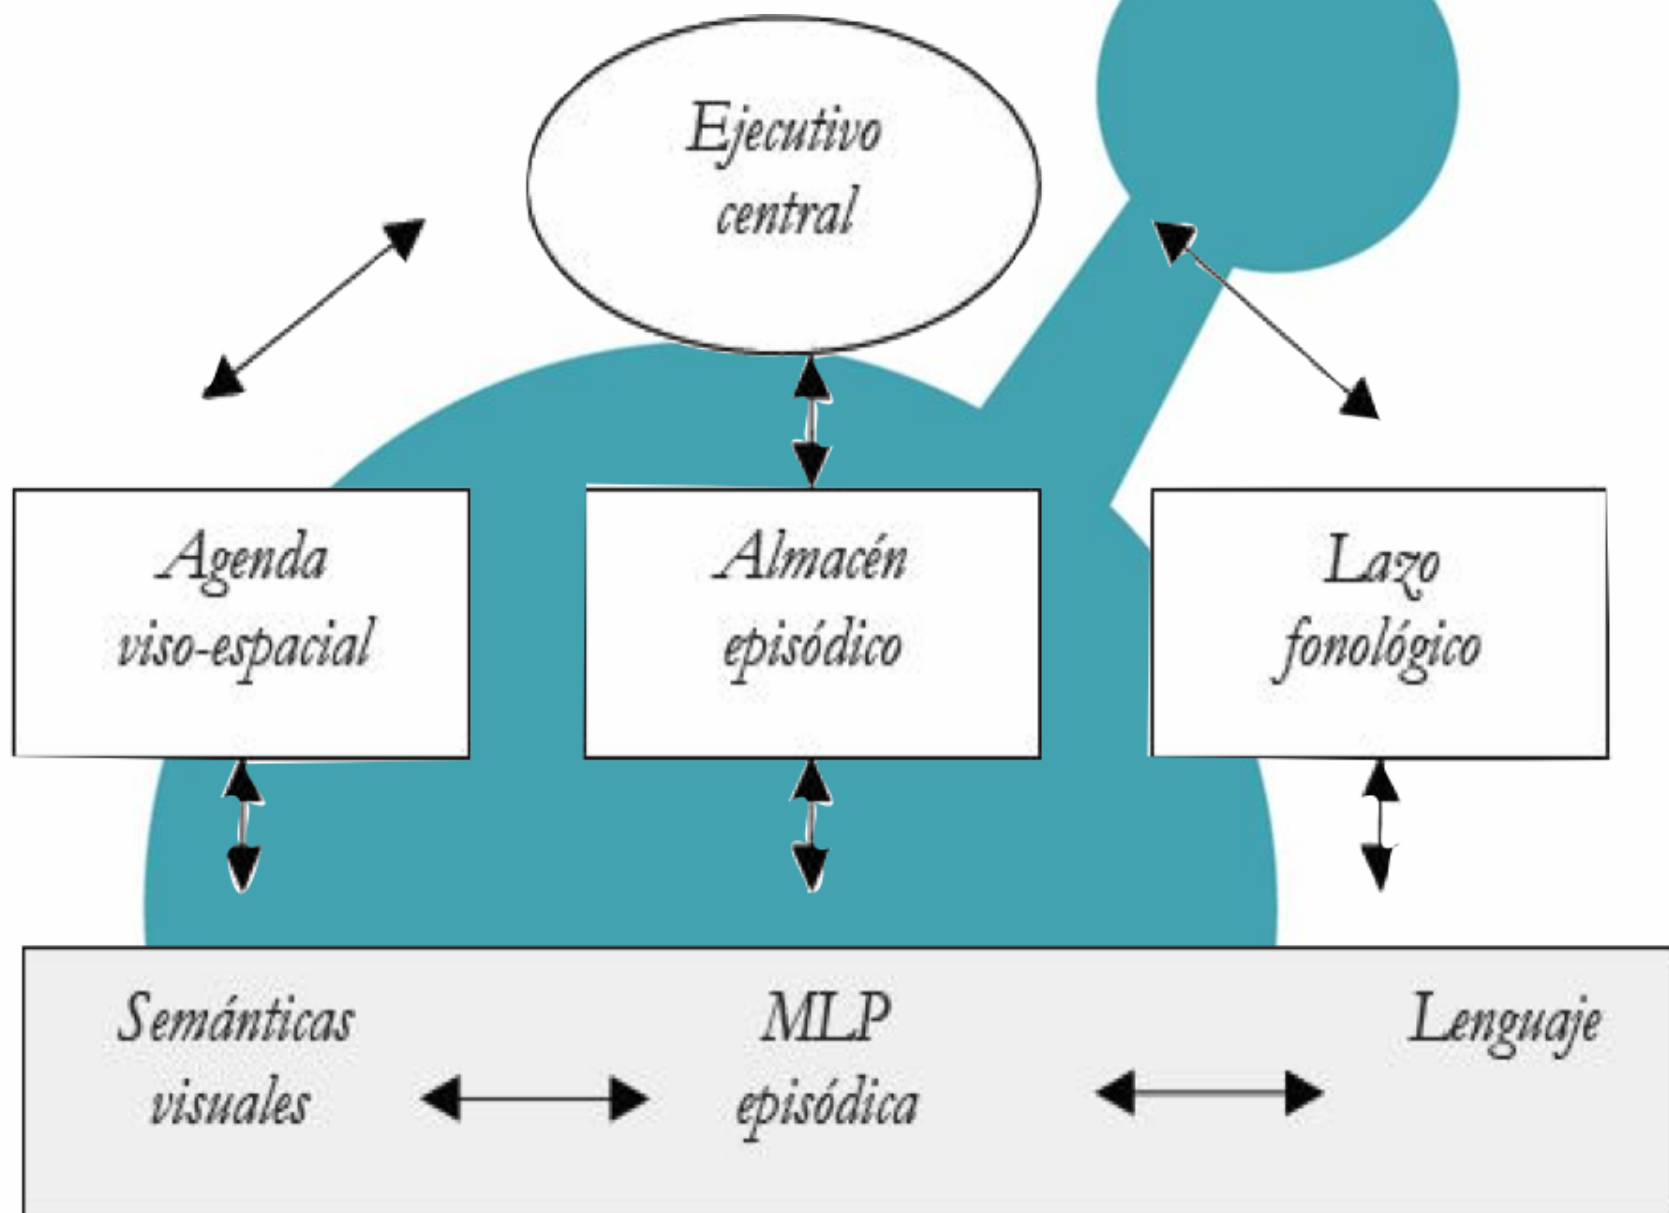 Ejecutivo
central
Agenda
viso-espacial
Almacén
episódico
Lazo
fonológico
Semánticas
visuales
MLP
episódica
Lenguaje